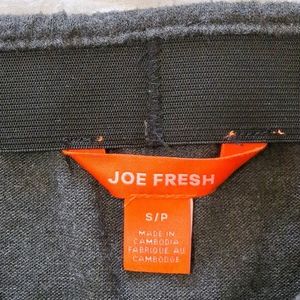 JOE FRESH
S/P
MADE IN
CAMBODIA
FABRIQUÉ AU
CAMBODGE